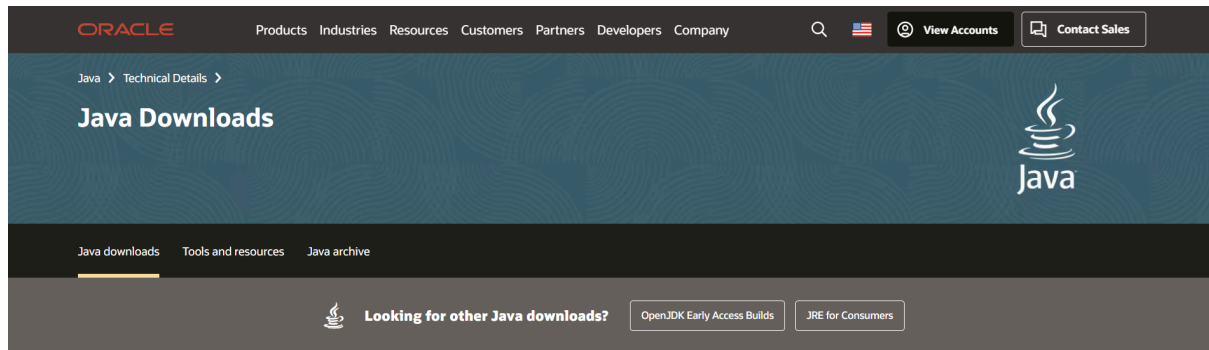 ORACLE Products Industries Resources Customers Partners Developers Company View Accounts Contact Sales
Java > Technical Details >
Java Downloads
Java
Java downloads Tools and resources Java archive
Looking for other Java downloads? OpenJDK Early Access Builds JRE for Consumers